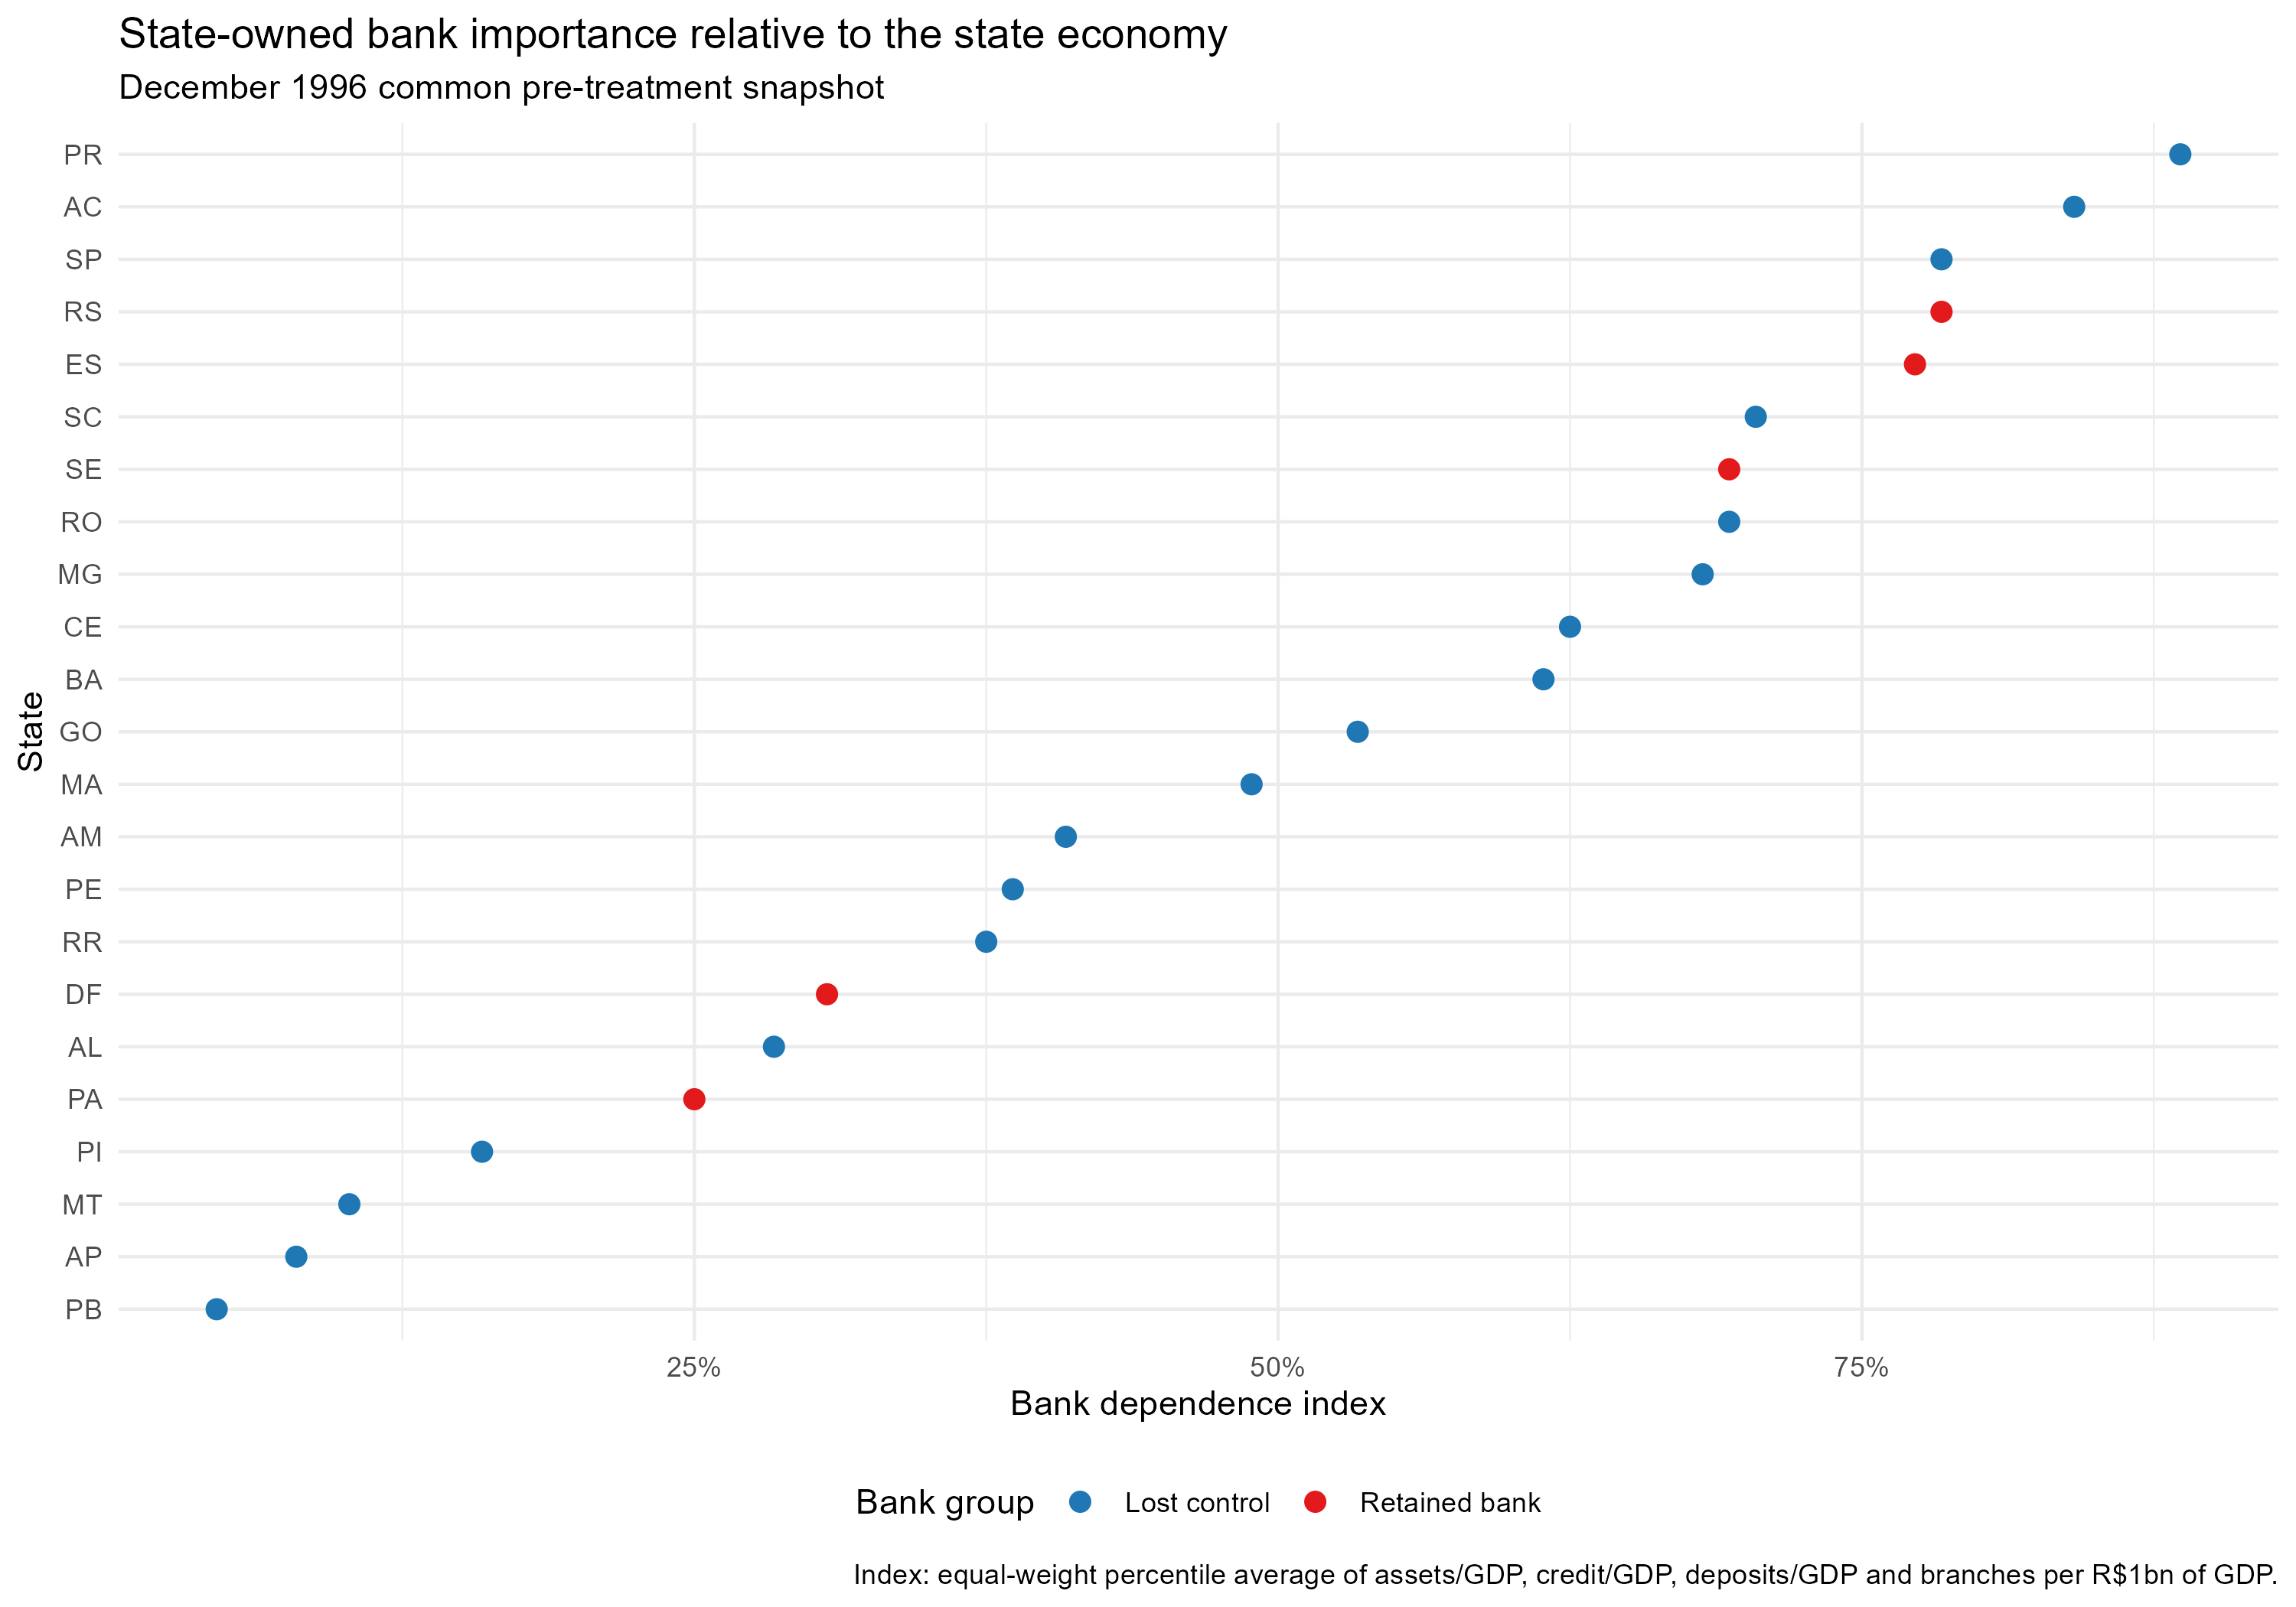 State-owned bank importance relative to the state economy
December 1996 common pre-treatment snapshot
PR
AC
SP
RS
ES
SC
SE
RO
MG
CE
BA
GO
MA
AM
PE
RR
DF
AL
PA
PI
MT
AP
PB
State
25% 50% 75%
Bank dependence index
Bank group Lost control Retained bank
Index: equal-weight percentile average of assets/GDP, credit/GDP, deposits/GDP and branches per R$1bn of GDP.